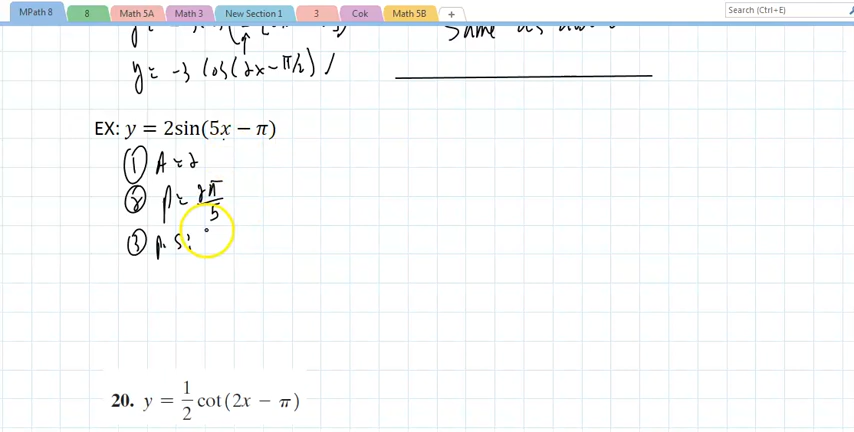 MPath 8 8 Math 5A Math 3 New Section 1 3 Cok Math 5B + Search (Ctrl+E)
Same as
y = -3 cos(2x - π/2)
EX: y = 2sin(5x − π)
① A = 2
② p = 2π/5
③ p.s:
20. y = 1/2 cot(2x − π)